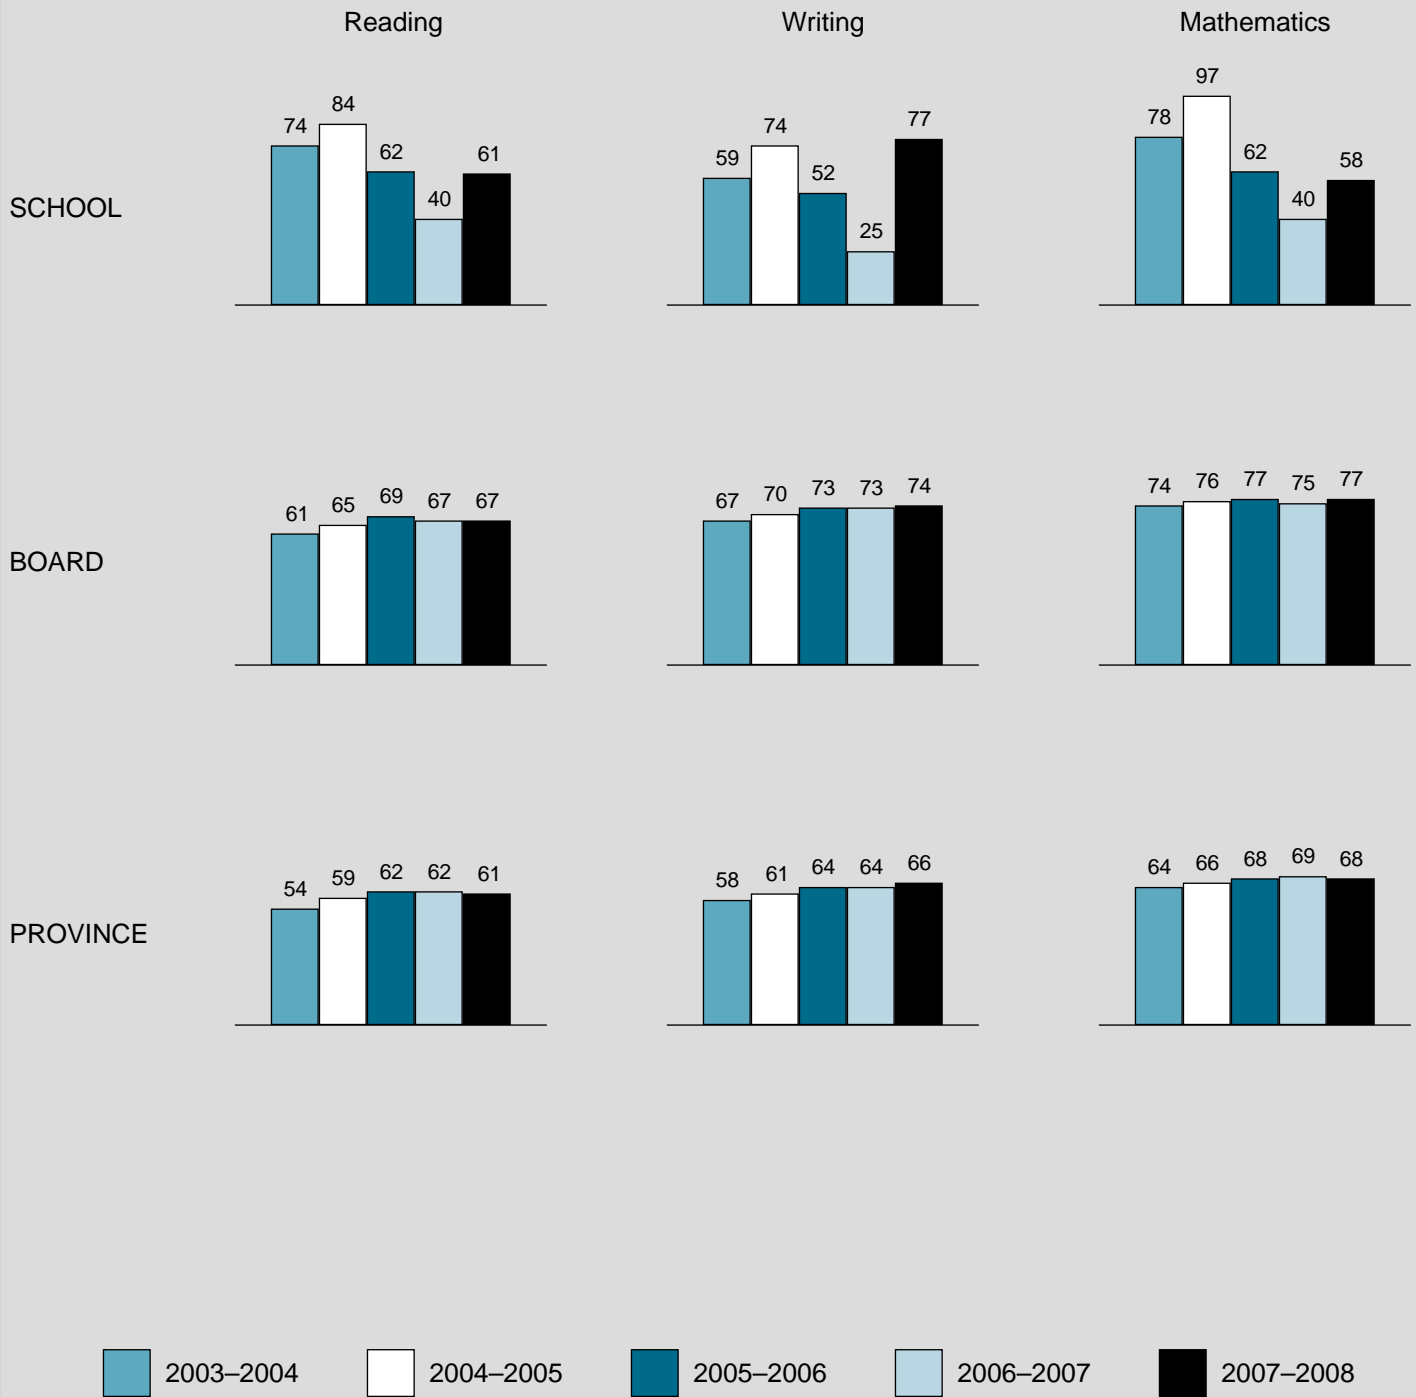 Reading Writing Mathematics
SCHOOL
74 84 62 40 61
59 74 52 25 77
78 97 62 40 58
BOARD
61 65 69 67 67
67 70 73 73 74
74 76 77 75 77
PROVINCE
54 59 62 62 61
58 61 64 64 66
64 66 68 69 68
2003–2004 2004–2005 2005–2006 2006–2007 2007–2008